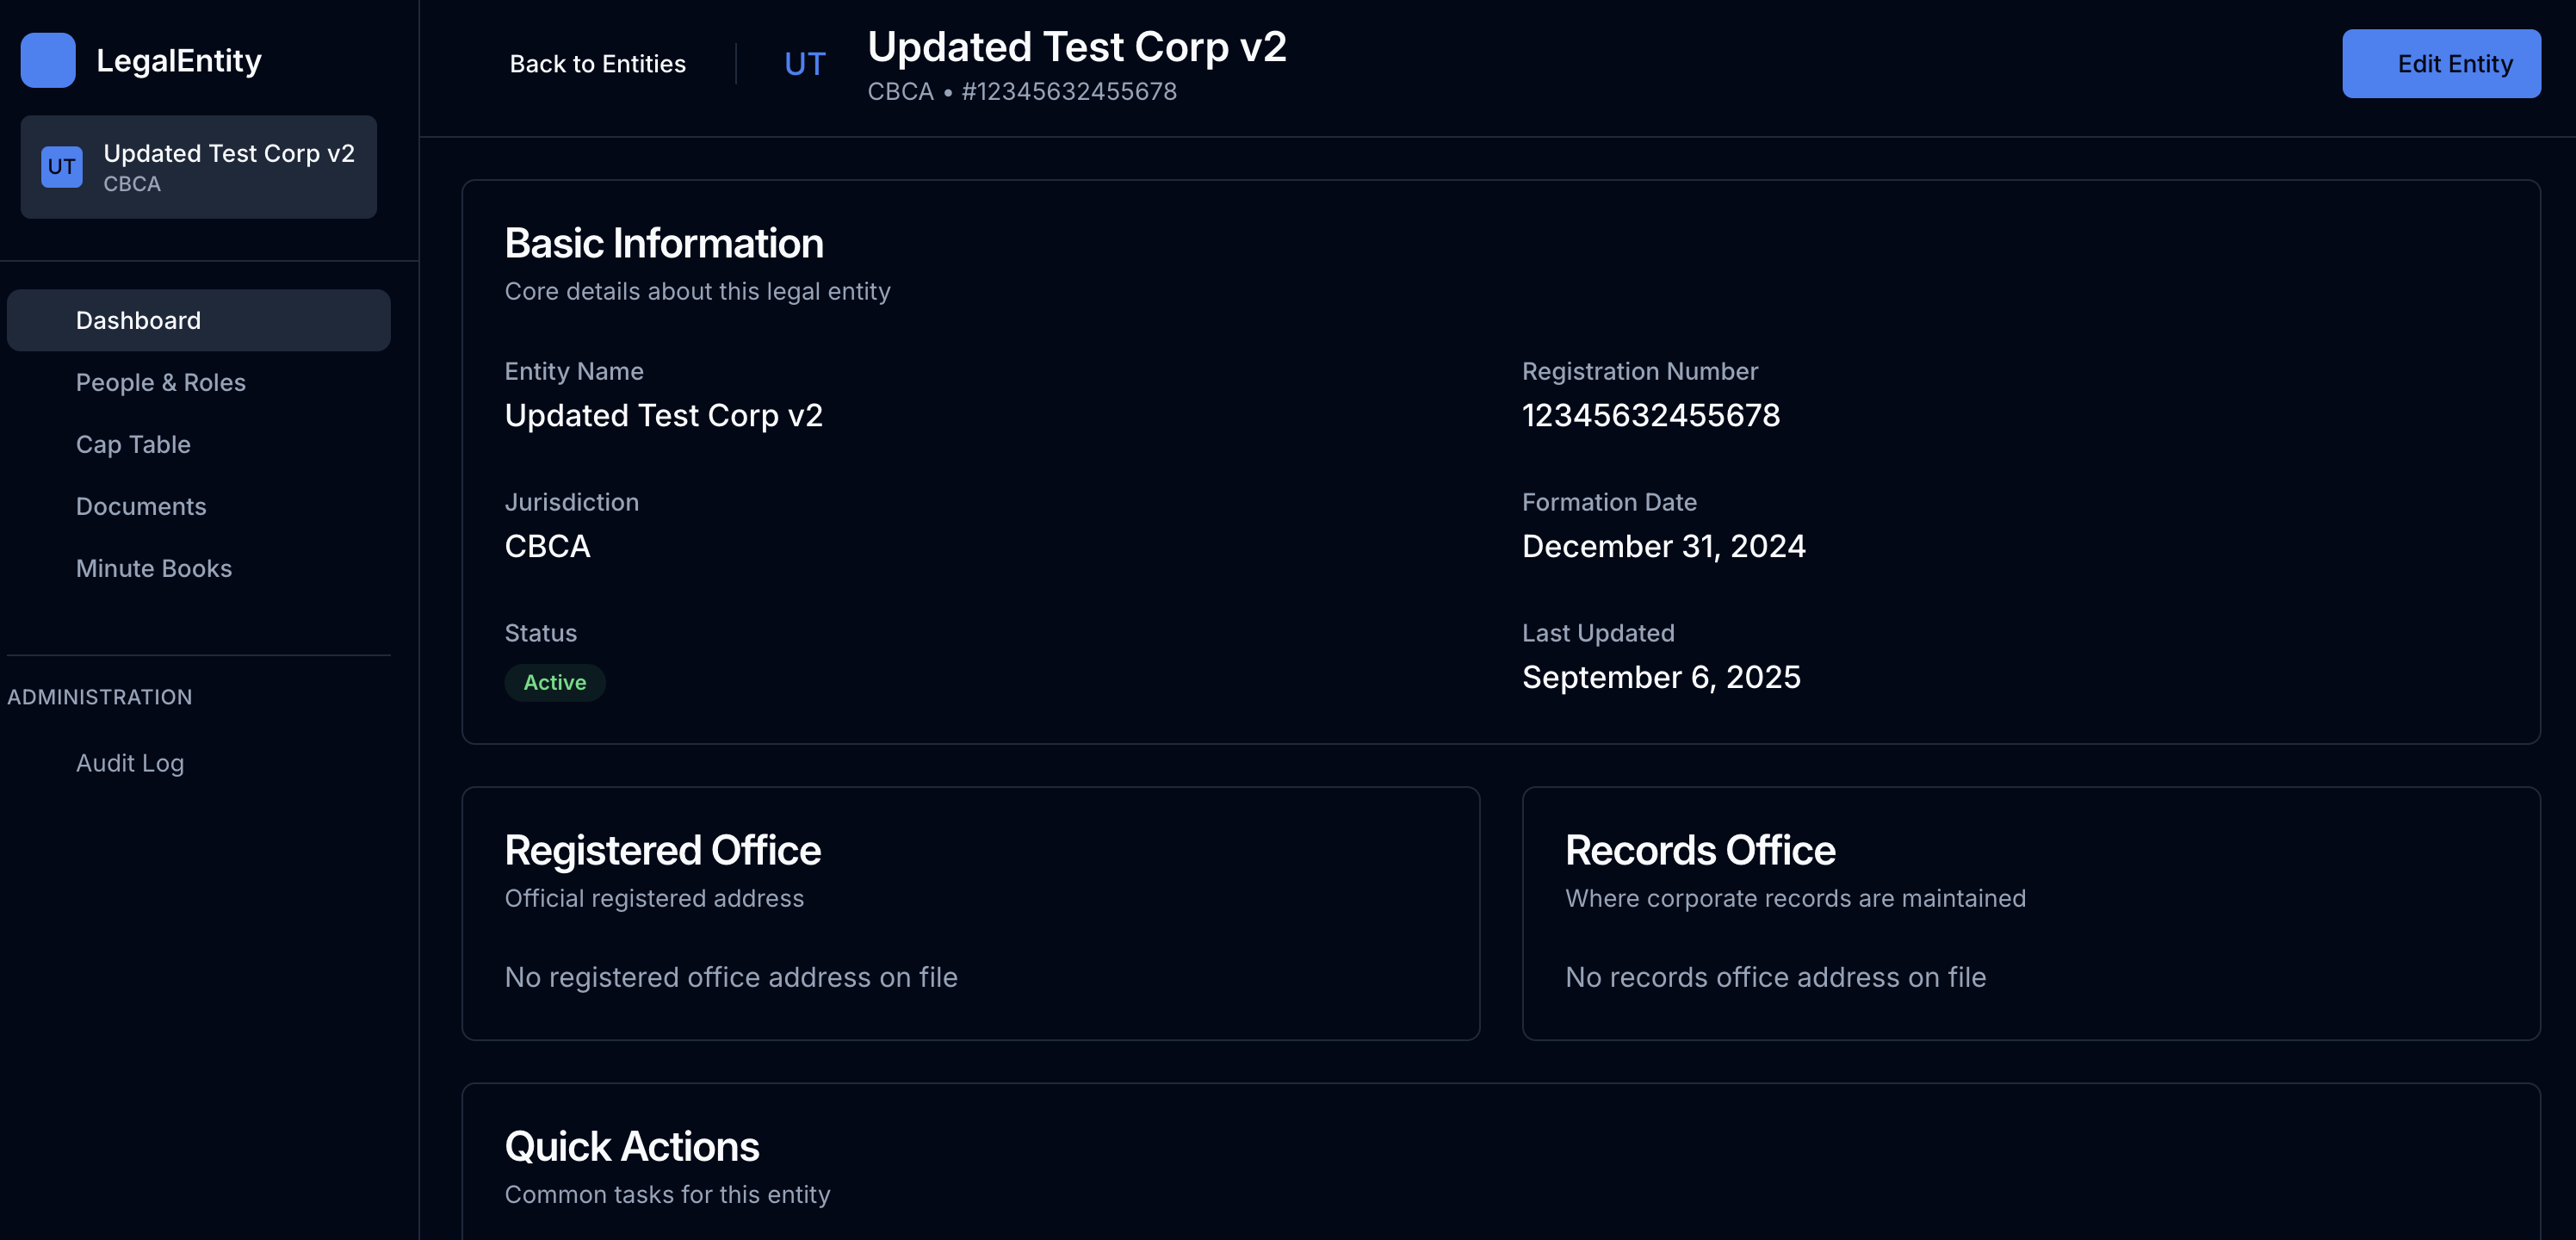 LegalEntity
UT
Updated Test Corp v2
CBCA
Dashboard
People & Roles
Cap Table
Documents
Minute Books
ADMINISTRATION
Audit Log
Back to Entities
UT
Updated Test Corp v2
CBCA • #12345632455678
Edit Entity
Basic Information
Core details about this legal entity
Entity Name
Updated Test Corp v2
Registration Number
12345632455678
Jurisdiction
CBCA
Formation Date
December 31, 2024
Status
Active
Last Updated
September 6, 2025
Registered Office
Official registered address
No registered office address on file
Records Office
Where corporate records are maintained
No records office address on file
Quick Actions
Common tasks for this entity